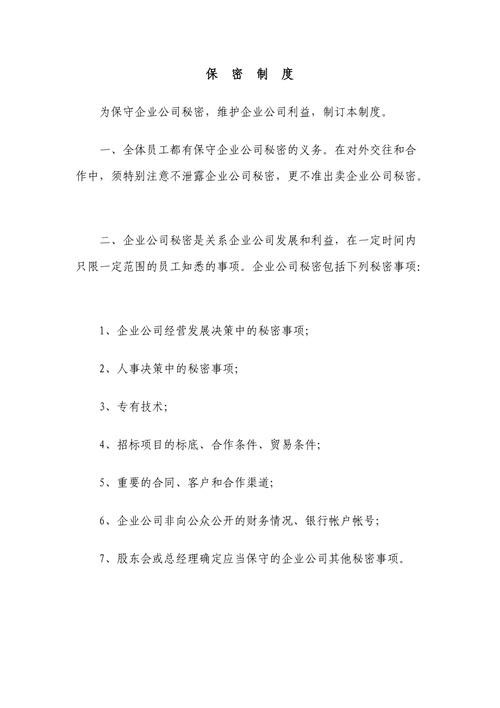 保 密 制 度
为保守企业公司秘密，维护企业公司利益，制订本制度。
一、全体员工都有保守企业公司秘密的义务。在对外交往和合
作中，须特别注意不泄露企业公司秘密，更不准出卖企业公司秘密。
二、企业公司秘密是关系企业公司发展和利益，在一定时间内
只限一定范围的员工知悉的事项。企业公司秘密包括下列秘密事项：
1、企业公司经营发展决策中的秘密事项；
2、人事决策中的秘密事项；
3、专有技术；
4、招标项目的标底、合作条件、贸易条件；
5、重要的合同、客户和合作渠道；
6、企业公司非向公众公开的财务情况、银行帐户帐号；
7、股东会或总经理确定应当保守的企业公司其他秘密事项。